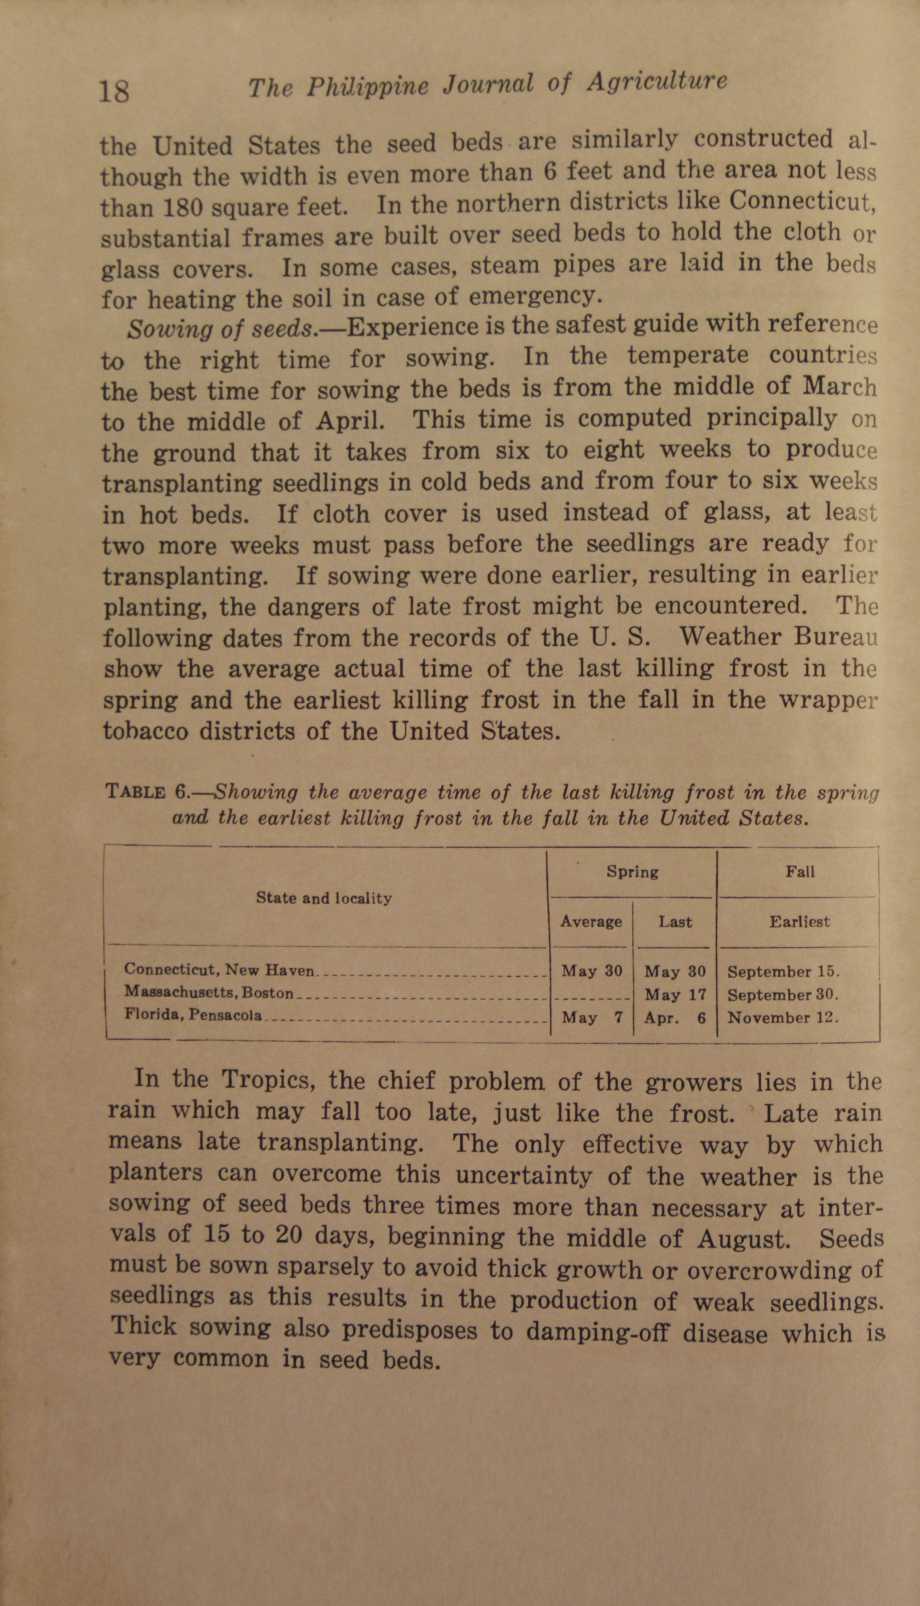 18 The Philippine Journal of Agriculture
the United States the seed beds are similarly constructed al-
though the width is even more than 6 feet and the area not less
than 180 square feet. In the northern districts like Connecticut,
substantial frames are built over seed beds to hold the cloth or
glass covers. In some cases, steam pipes are laid in the beds
for heating the soil in case of emergency.
Sowing of seeds.—Experience is the safest guide with reference
to the right time for sowing. In the temperate countries
the best time for sowing the beds is from the middle of March
to the middle of April. This time is computed principally on
the ground that it takes from six to eight weeks to produce
transplanting seedlings in cold beds and from four to six weeks
in hot beds. If cloth cover is used instead of glass, at least
two more weeks must pass before the seedlings are ready for
transplanting. If sowing were done earlier, resulting in earlier
planting, the dangers of late frost might be encountered. The
following dates from the records of the U. S. Weather Bureau
show the average actual time of the last killing frost in the
spring and the earliest killing frost in the fall in the wrapper
tobacco districts of the United States.
TABLE 6.—Showing the average time of the last killing frost in the spring
and the earliest killing frost in the fall in the United States.
State and locality Spring Fall
Average Last Earliest
Connecticut, New Haven May 30 May 30 September 15.
Massachusetts, Boston May 17 September 30.
Florida, Pensacola May 7 Apr. 6 November 12.
In the Tropics, the chief problem of the growers lies in the
rain which may fall too late, just like the frost. Late rain
means late transplanting. The only effective way by which
planters can overcome this uncertainty of the weather is the
sowing of seed beds three times more than necessary at inter-
vals of 15 to 20 days, beginning the middle of August. Seeds
must be sown sparsely to avoid thick growth or overcrowding of
seedlings as this results in the production of weak seedlings.
Thick sowing also predisposes to damping-off disease which is
very common in seed beds.